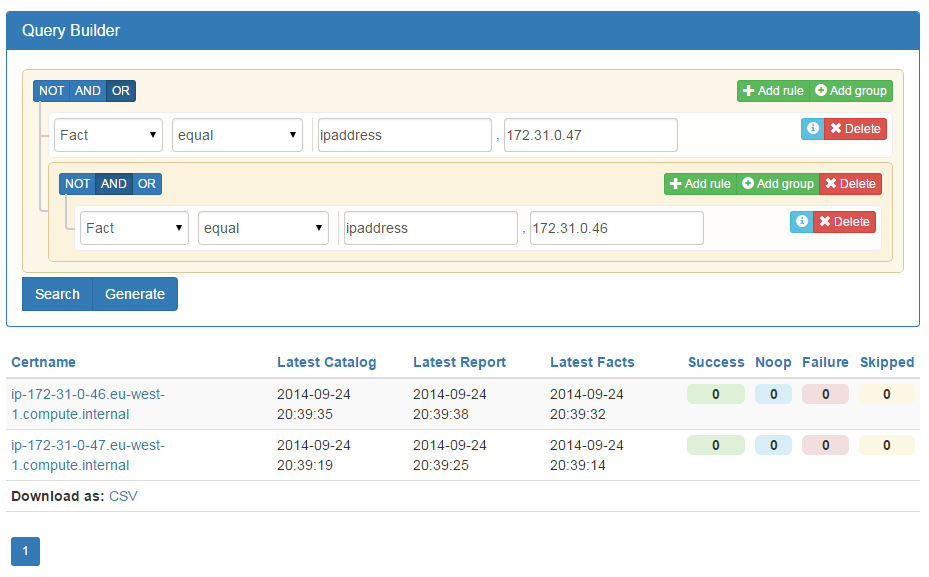 Query Builder
NOT AND OR Add rule Add group
Fact equal ipaddress , 172.31.0.47 Delete
NOT AND OR Add rule Add group Delete
Fact equal ipaddress , 172.31.0.46 Delete
Search Generate
Certname Latest Catalog Latest Report Latest Facts Success Noop Failure Skipped
ip-172-31-0-46.eu-west- 2014-09-24 2014-09-24 2014-09-24 0 0 0 0
1.compute.internal 20:39:35 20:39:38 20:39:32
ip-172-31-0-47.eu-west- 2014-09-24 2014-09-24 2014-09-24 0 0 0 0
1.compute.internal 20:39:19 20:39:25 20:39:14
Download as: CSV
1